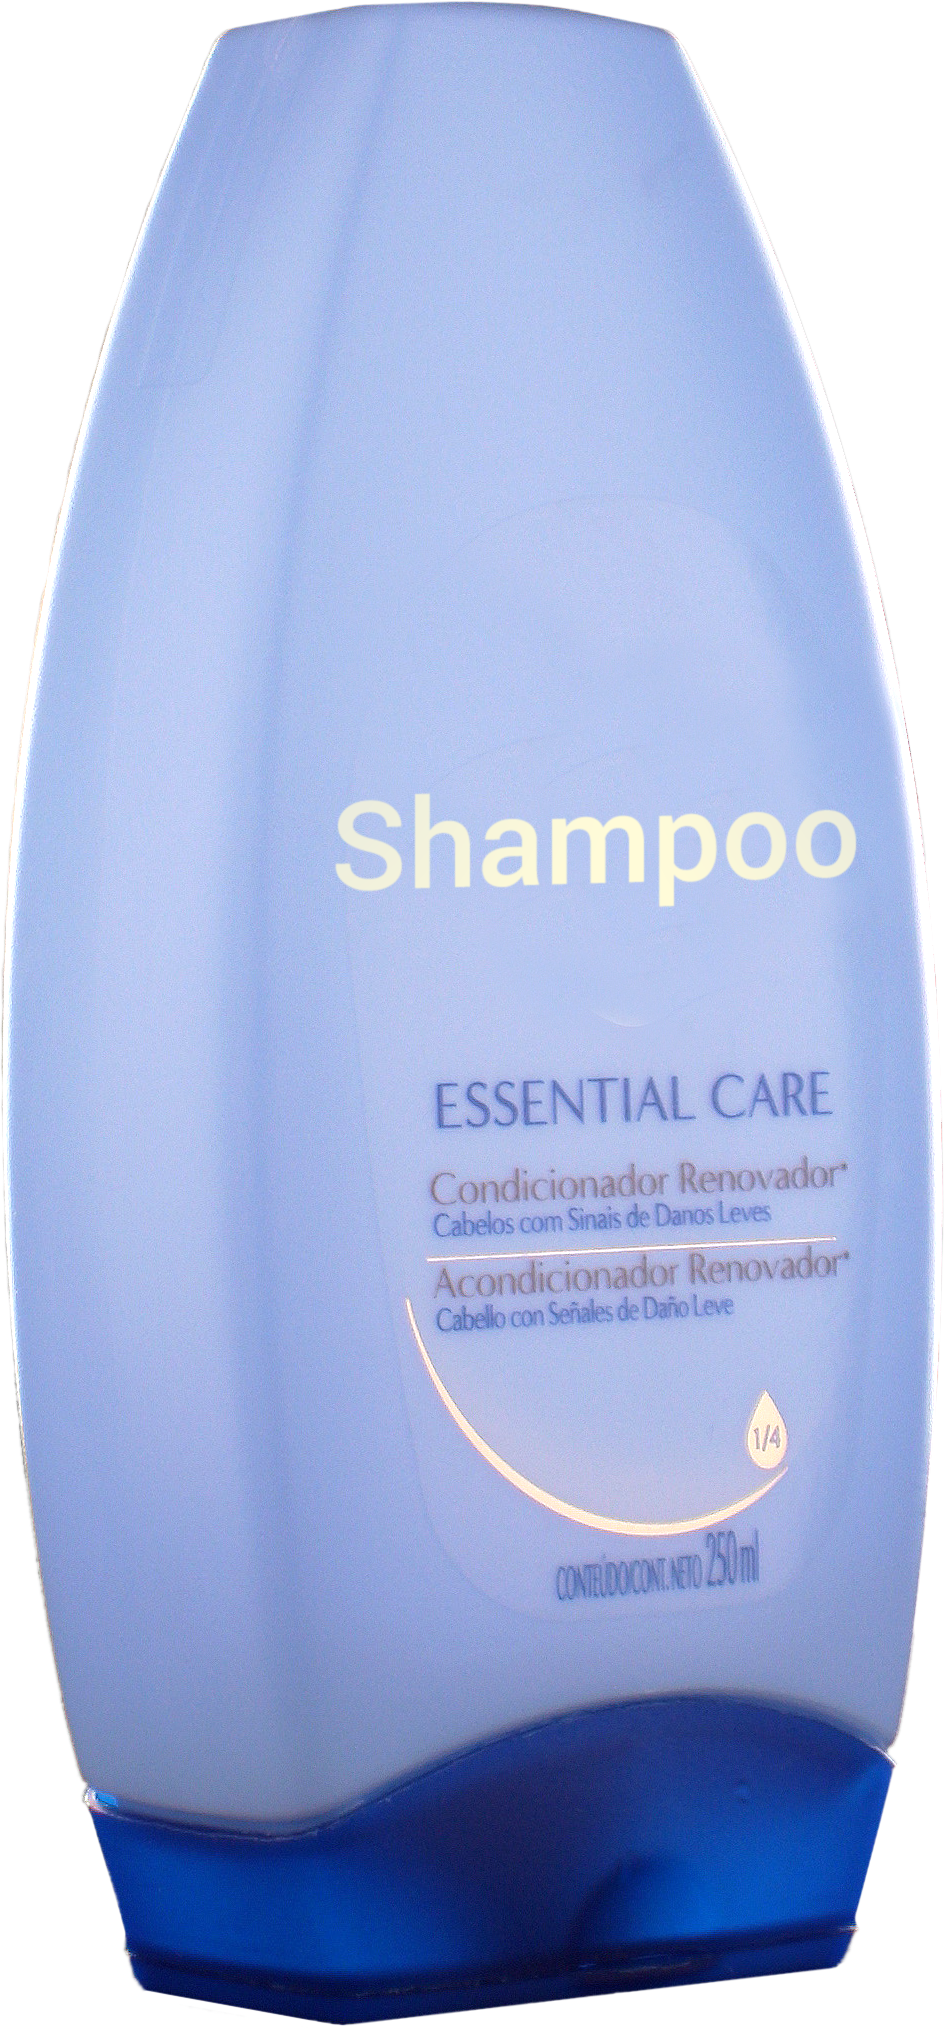 Shampoo
ESSENTIAL CARE
Condicionador Renovador*
Cabelos com Sinais de Danos Leves
Acondicionador Renovador*
Cabello con Señales de Daño Leve
1/4
CONTEÚDO/CONT. NETO 250 ml